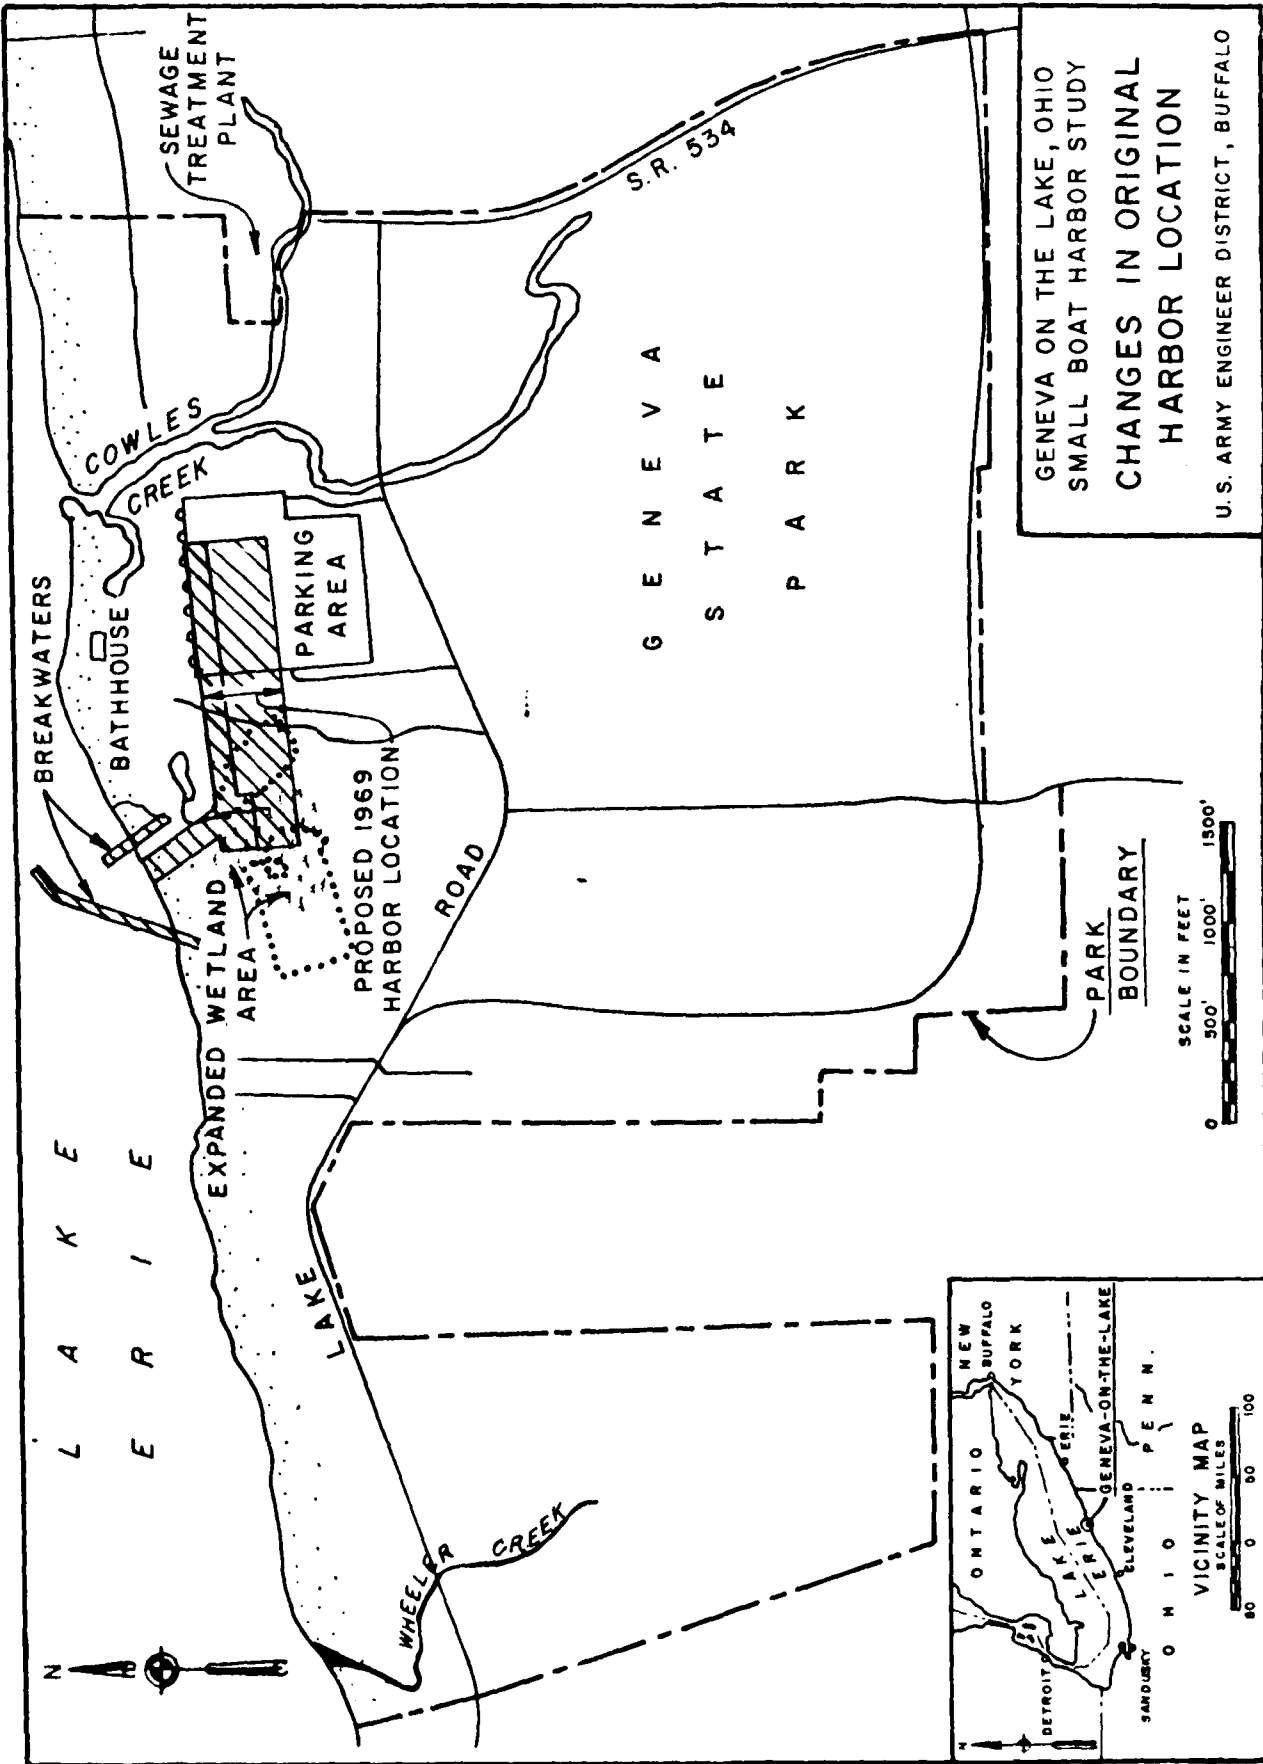 LAKE
ERIE
BREAKWATERS
BATHHOUSE
COWLES
CREEK
SEWAGE
TREATMENT
PLANT
EXPANDED WETLAND
AREA
PARKING
AREA
PROPOSED 1969
HARBOR LOCATION
LAKE
ROAD
S.R. 534
WHEELER
CREEK
GENEVA
STATE
PARK
PARK
BOUNDARY
N
SCALE IN FEET
0 500' 1000' 1500'
N
ONTARIO
NEW
YORK
BUFFALO
DETROIT
LAKE
ERIE
ERIE
GENEVA-ON-THE-LAKE
CLEVELAND
SANDUSKY
OHIO
PENN.
VICINITY MAP
SCALE OF MILES
50 0 50 100
GENEVA ON THE LAKE, OHIO
SMALL BOAT HARBOR STUDY
CHANGES IN ORIGINAL
HARBOR LOCATION
U.S. ARMY ENGINEER DISTRICT, BUFFALO